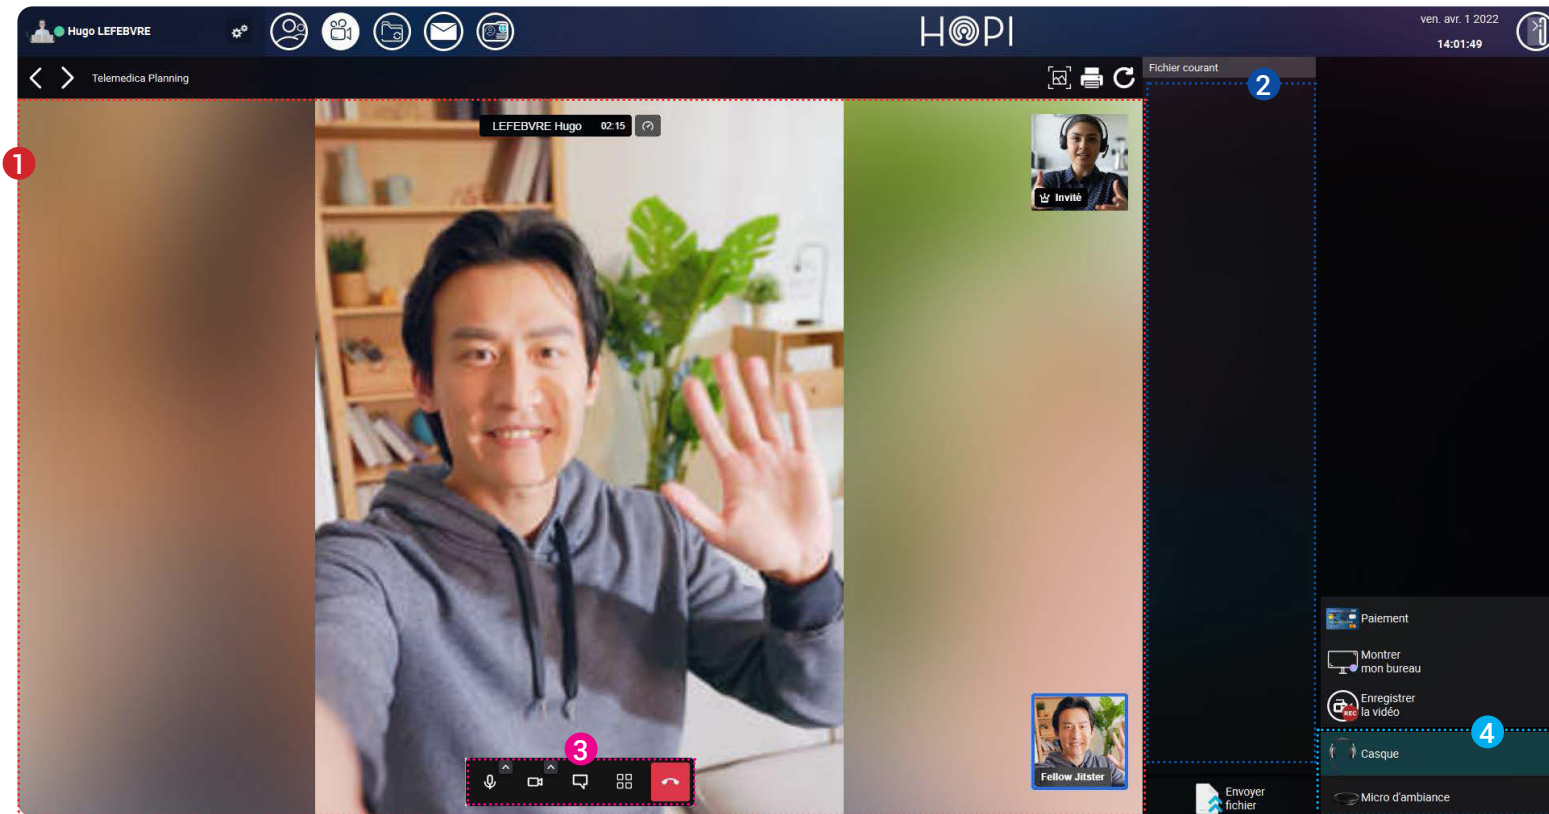 Hugo LEFEBVRE
HOPI
ven. avr. 1 2022
14:01:49
Telemedica Planning
Fichier courant
2
1
LEFEBVRE Hugo 02:15
Invité
Paiement
Montrer
mon bureau
Enregistrer
la vidéo
REC
4
Casque
3
Fellow Jitster
Envoyer
fichier
Micro d'ambiance